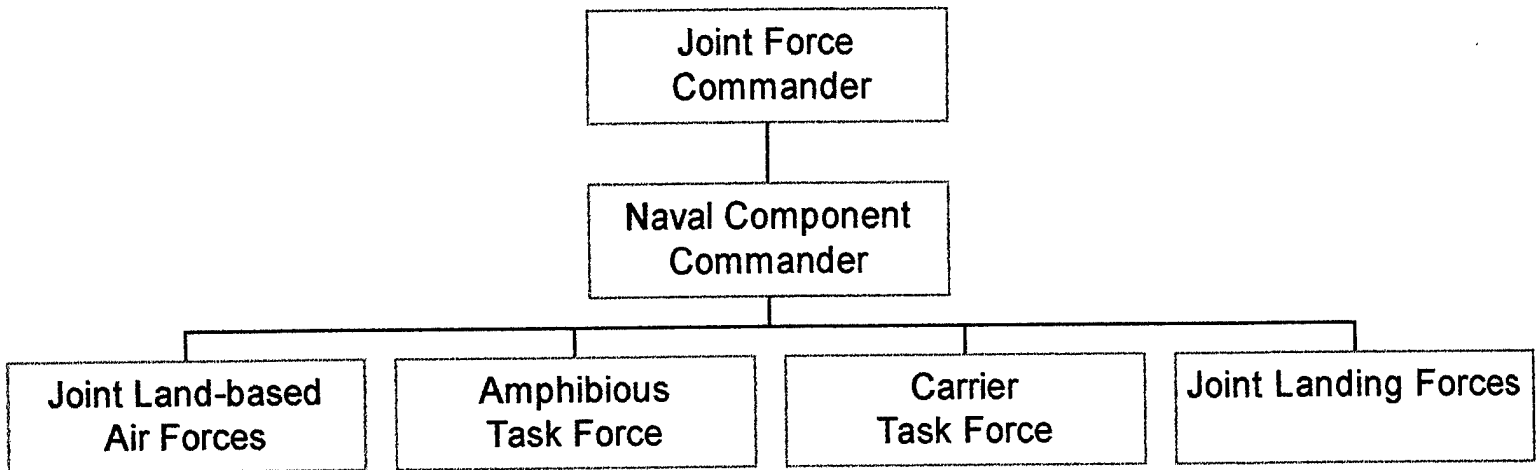 Joint Force
Commander
Naval Component
Commander
Joint Land-based
Air Forces
Amphibious
Task Force
Carrier
Task Force
Joint Landing Forces